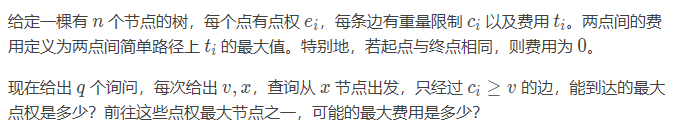 给定一棵有 n 个节点的树，每个点有点权 e_i，每条边有重量限制 c_i 以及费用 t_i。两点间的费
用定义为两点间简单路径上 t_i 的最大值。特别地，若起点与终点相同，则费用为 0。
现在给出 q 个询问，每次给出 v, x，查询从 x 节点出发，只经过 c_i ≥ v 的边，能到达的最大
点权是多少？前往这些点权最大节点之一，可能的最大费用是多少？